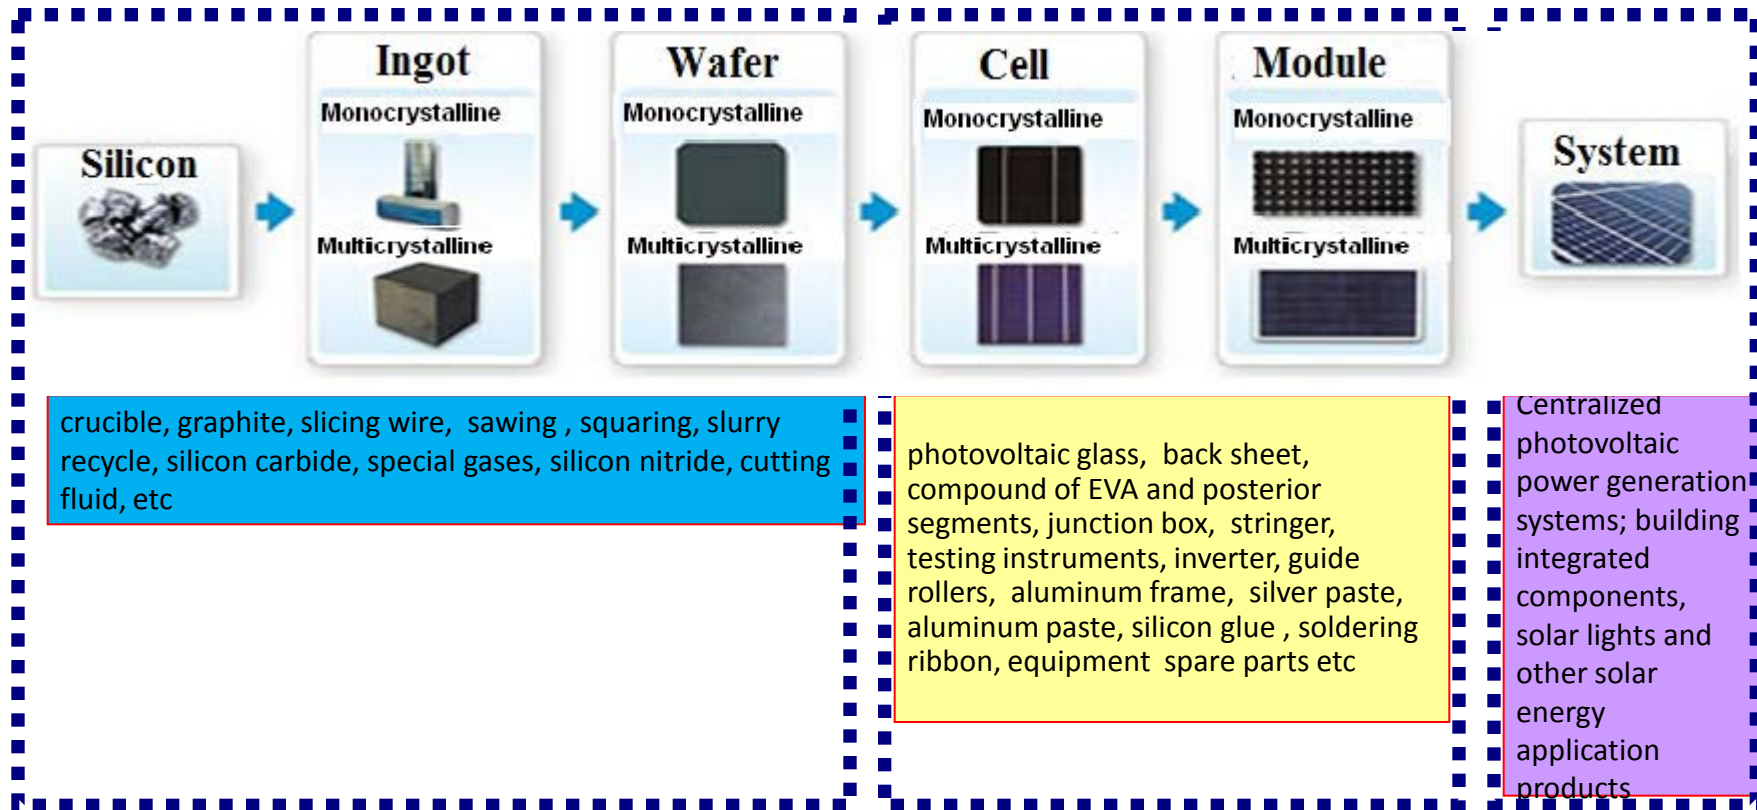 Silicon
Ingot
Monocrystalline
Multicrystalline
Wafer
Monocrystalline
Multicrystalline
Cell
Monocrystalline
Multicrystalline
Module
Monocrystalline
Multicrystalline
System
crucible, graphite, slicing wire, sawing , squaring, slurry
recycle, silicon carbide, special gases, silicon nitride, cutting
fluid, etc
photovoltaic glass, back sheet,
compound of EVA and posterior
segments, junction box, stringer,
testing instruments, inverter, guide
rollers, aluminum frame, silver paste,
aluminum paste, silicon glue , soldering
ribbon, equipment spare parts etc
Centralized
photovoltaic
power generation
systems; building
integrated
components,
solar lights and
other solar
energy
application
products